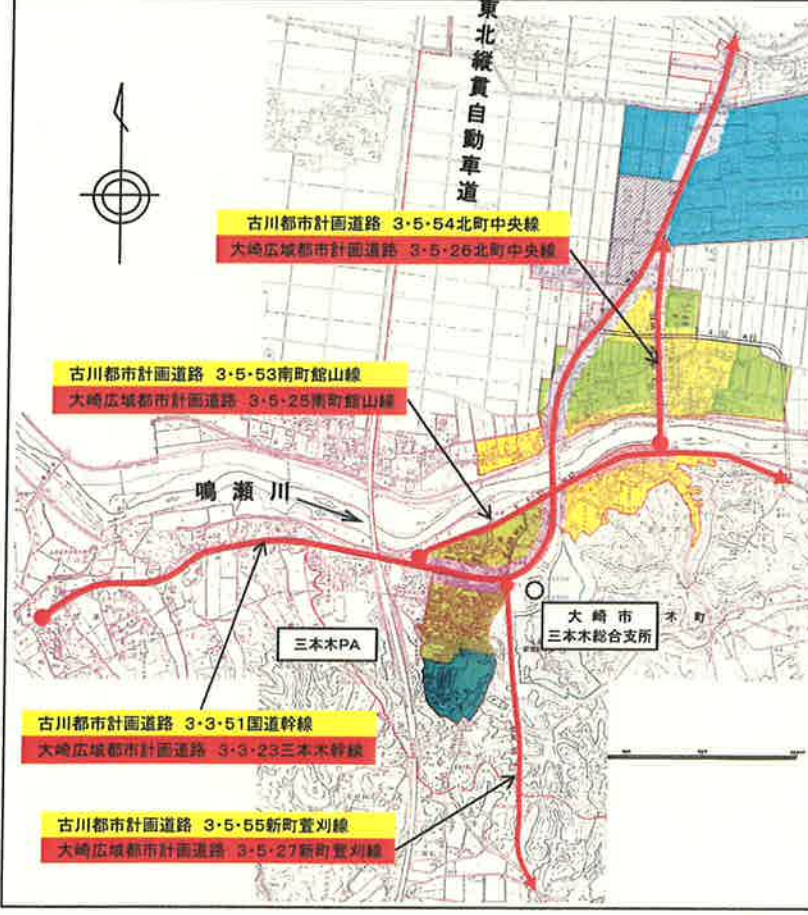 東北縦貫自動車道
古川都市計画道路 3・5・54北町中央線
大崎広域都市計画道路 3・5・26北町中央線
古川都市計画道路 3・5・53南町館山線
大崎広域都市計画道路 3・5・25南町館山線
鳴瀬川
大崎市
三本木総合支所
木町
三本木PA
古川都市計画道路 3・3・51国道幹線
大崎広域都市計画道路 3・3・23三本木幹線
古川都市計画道路 3・5・55新町萱刈線
大崎広域都市計画道路 3・5・27新町萱刈線